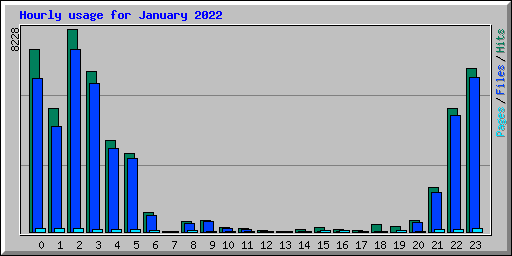 Hourly usage for January 2022
8228
Pages/Files/Hits
0 1 2 3 4 5 6 7 8 9 10 11 12 13 14 15 16 17 18 19 20 21 22 23